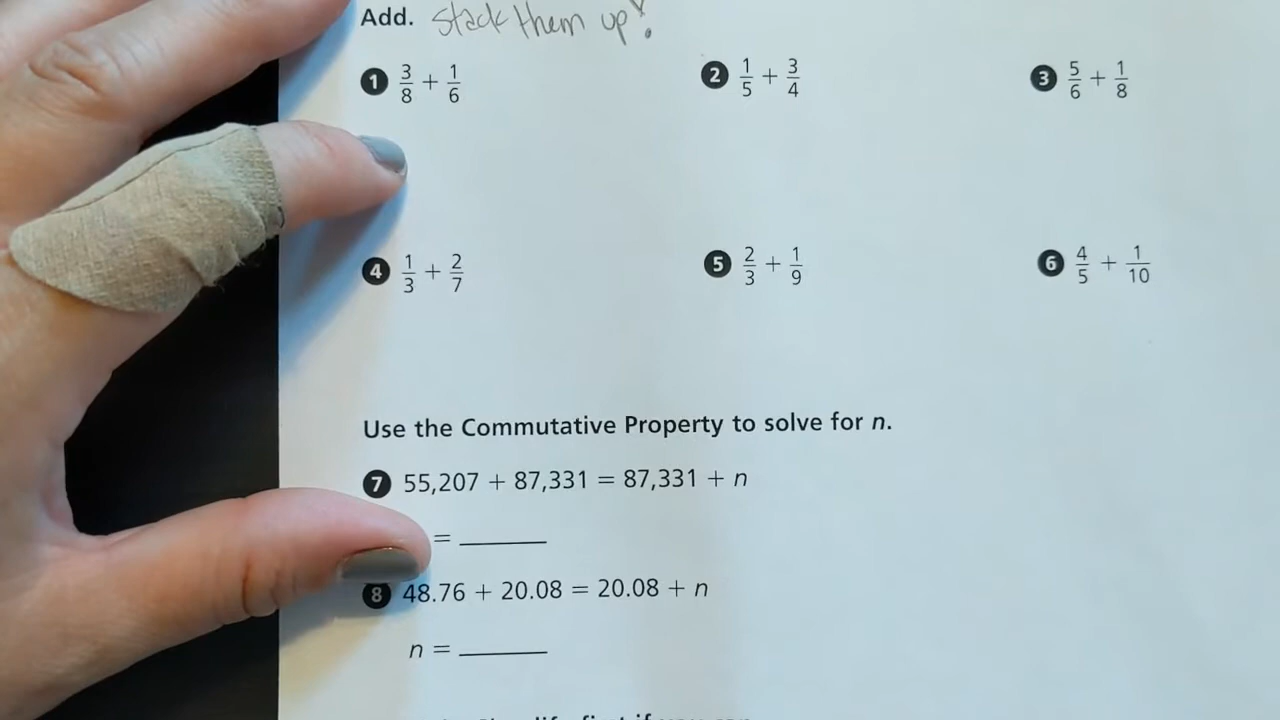 Add. Stack them up!
1 3/8 + 1/6 2 1/5 + 3/4 3 5/6 + 1/8
4 1/3 + 2/7 5 2/3 + 1/9 6 4/5 + 1/10
Use the Commutative Property to solve for n.
7 55,207 + 87,331 = 87,331 + n
= ______
8 48.76 + 20.08 = 20.08 + n
n = ______